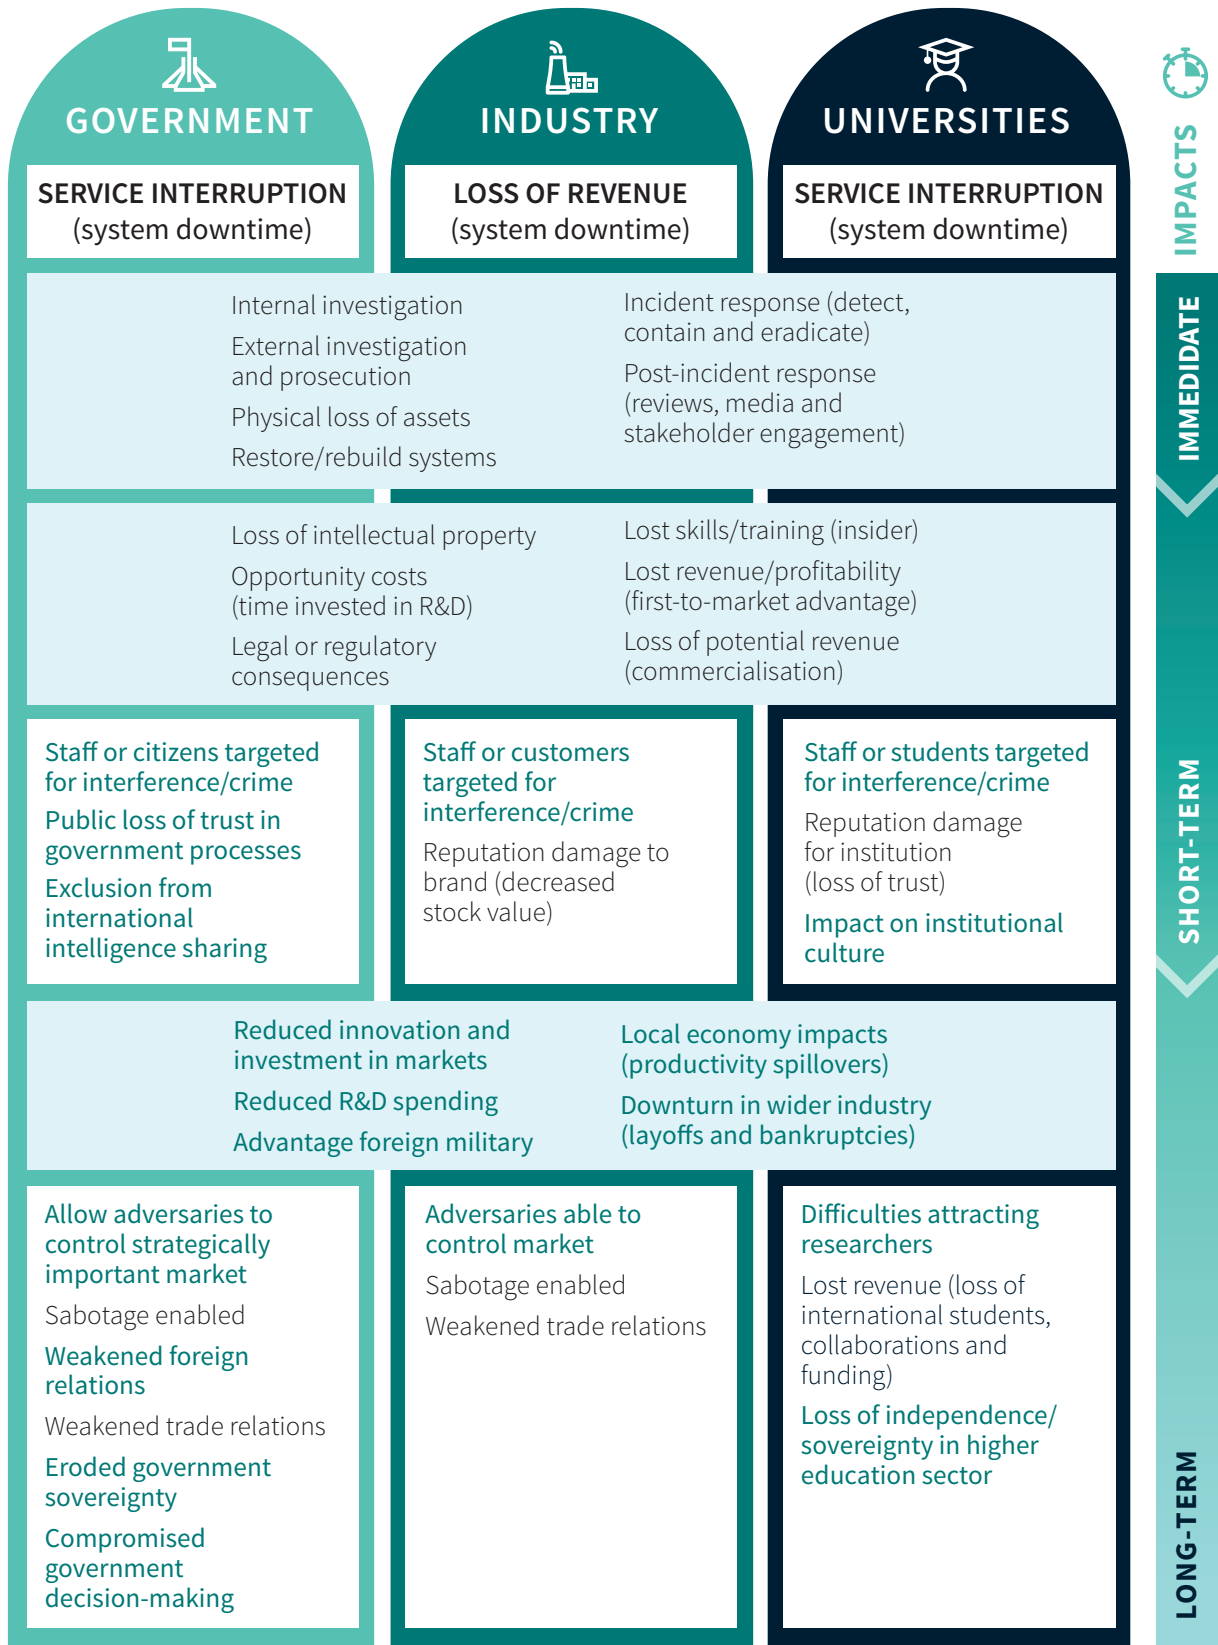 GOVERNMENT
INDUSTRY
UNIVERSITIES
IMPACTS
SERVICE INTERRUPTION
(system downtime)
LOSS OF REVENUE
(system downtime)
SERVICE INTERRUPTION
(system downtime)
IMMEDIATE
Internal investigation
External investigation
and prosecution
Physical loss of assets
Restore/rebuild systems
Incident response (detect,
contain and eradicate)
Post-incident response
(reviews, media and
stakeholder engagement)
Loss of intellectual property
Opportunity costs
(time invested in R&D)
Legal or regulatory
consequences
Lost skills/training (insider)
Lost revenue/profitability
(first-to-market advantage)
Loss of potential revenue
(commercialisation)
SHORT-TERM
Staff or citizens targeted
for interference/crime
Public loss of trust in
government processes
Exclusion from
international
intelligence sharing
Staff or customers
targeted for
interference/crime
Reputation damage to
brand (decreased
stock value)
Staff or students targeted
for interference/crime
Reputation damage
for institution
(loss of trust)
Impact on institutional
culture
Reduced innovation and
investment in markets
Reduced R&D spending
Advantage foreign military
Local economy impacts
(productivity spillovers)
Downturn in wider industry
(layoffs and bankruptcies)
LONG-TERM
Allow adversaries to
control strategically
important market
Sabotage enabled
Weakened foreign
relations
Weakened trade relations
Eroded government
sovereignty
Compromised
government
decision-making
Adversaries able to
control market
Sabotage enabled
Weakened trade relations
Difficulties attracting
researchers
Lost revenue (loss of
international students,
collaborations and
funding)
Loss of independence/
sovereignty in higher
education sector